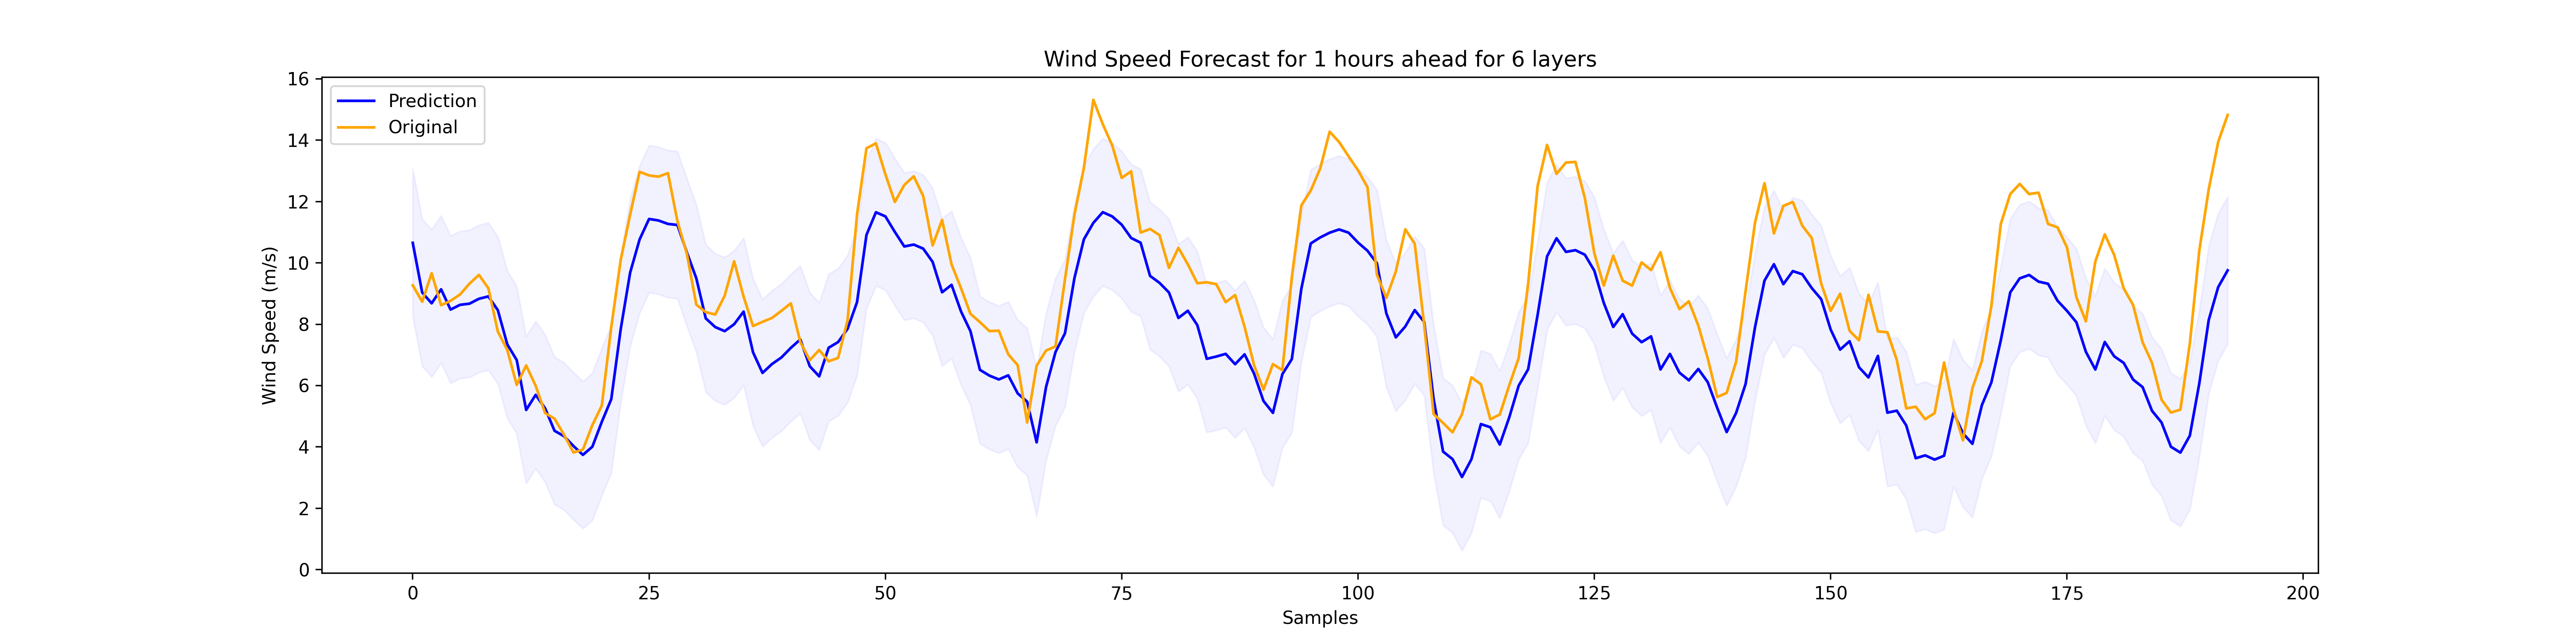 Wind Speed Forecast for 1 hours ahead for 6 layers
Prediction
Original
Wind Speed (m/s)
16
14
12
10
8
6
4
2
0
0 25 50 75 100 125 150 175 200
Samples